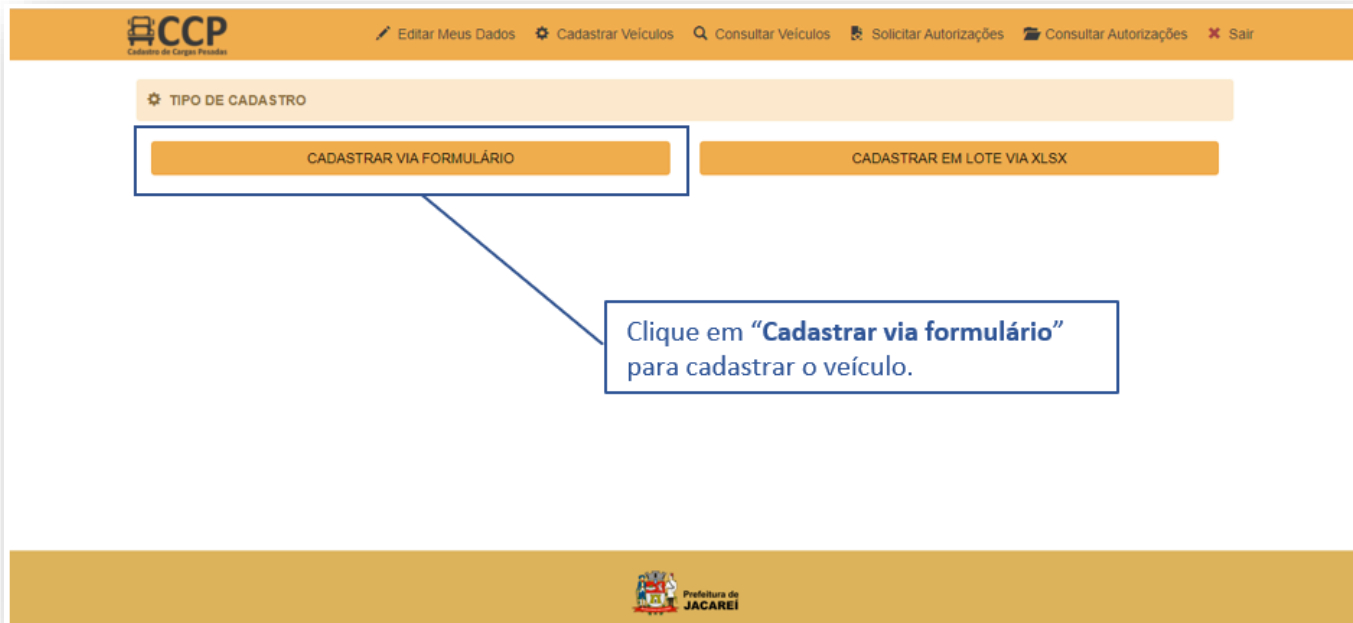 CCP
Cadastro de Cargas Pesadas
Editar Meus Dados Cadastrar Veículos Consultar Veículos Solicitar Autorizações Consultar Autorizações Sair
TIPO DE CADASTRO
CADASTRAR VIA FORMULÁRIO
CADASTRAR EM LOTE VIA XLSX
Clique em “Cadastrar via formulário”
para cadastrar o veículo.
Prefeitura de
JACAREÍ